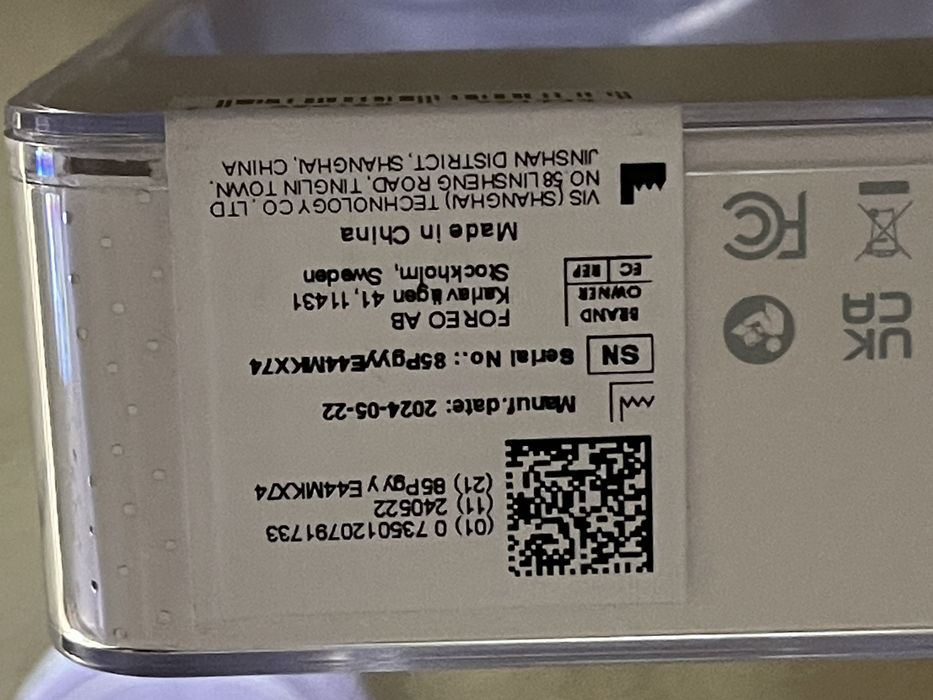 (01) 0 7350120791733
(11) 240522
(21) 85Pgy y E44MKX74
Manuf.date: 2024-05-22
SN Serial No.: 85PgyyE44MKX74
BRAND
OWNER
EC REP
FOREO AB
Karlavägen 41, 11431
Stockholm, Sweden
Made in China
VIS (SHANGHAI) TECHNOLOGY CO., LTD
NO.58 LINSHENG ROAD, TINGLIN TOWN,
JINSHAN DISTRICT, SHANGHAI, CHINA
UK
CA
FC